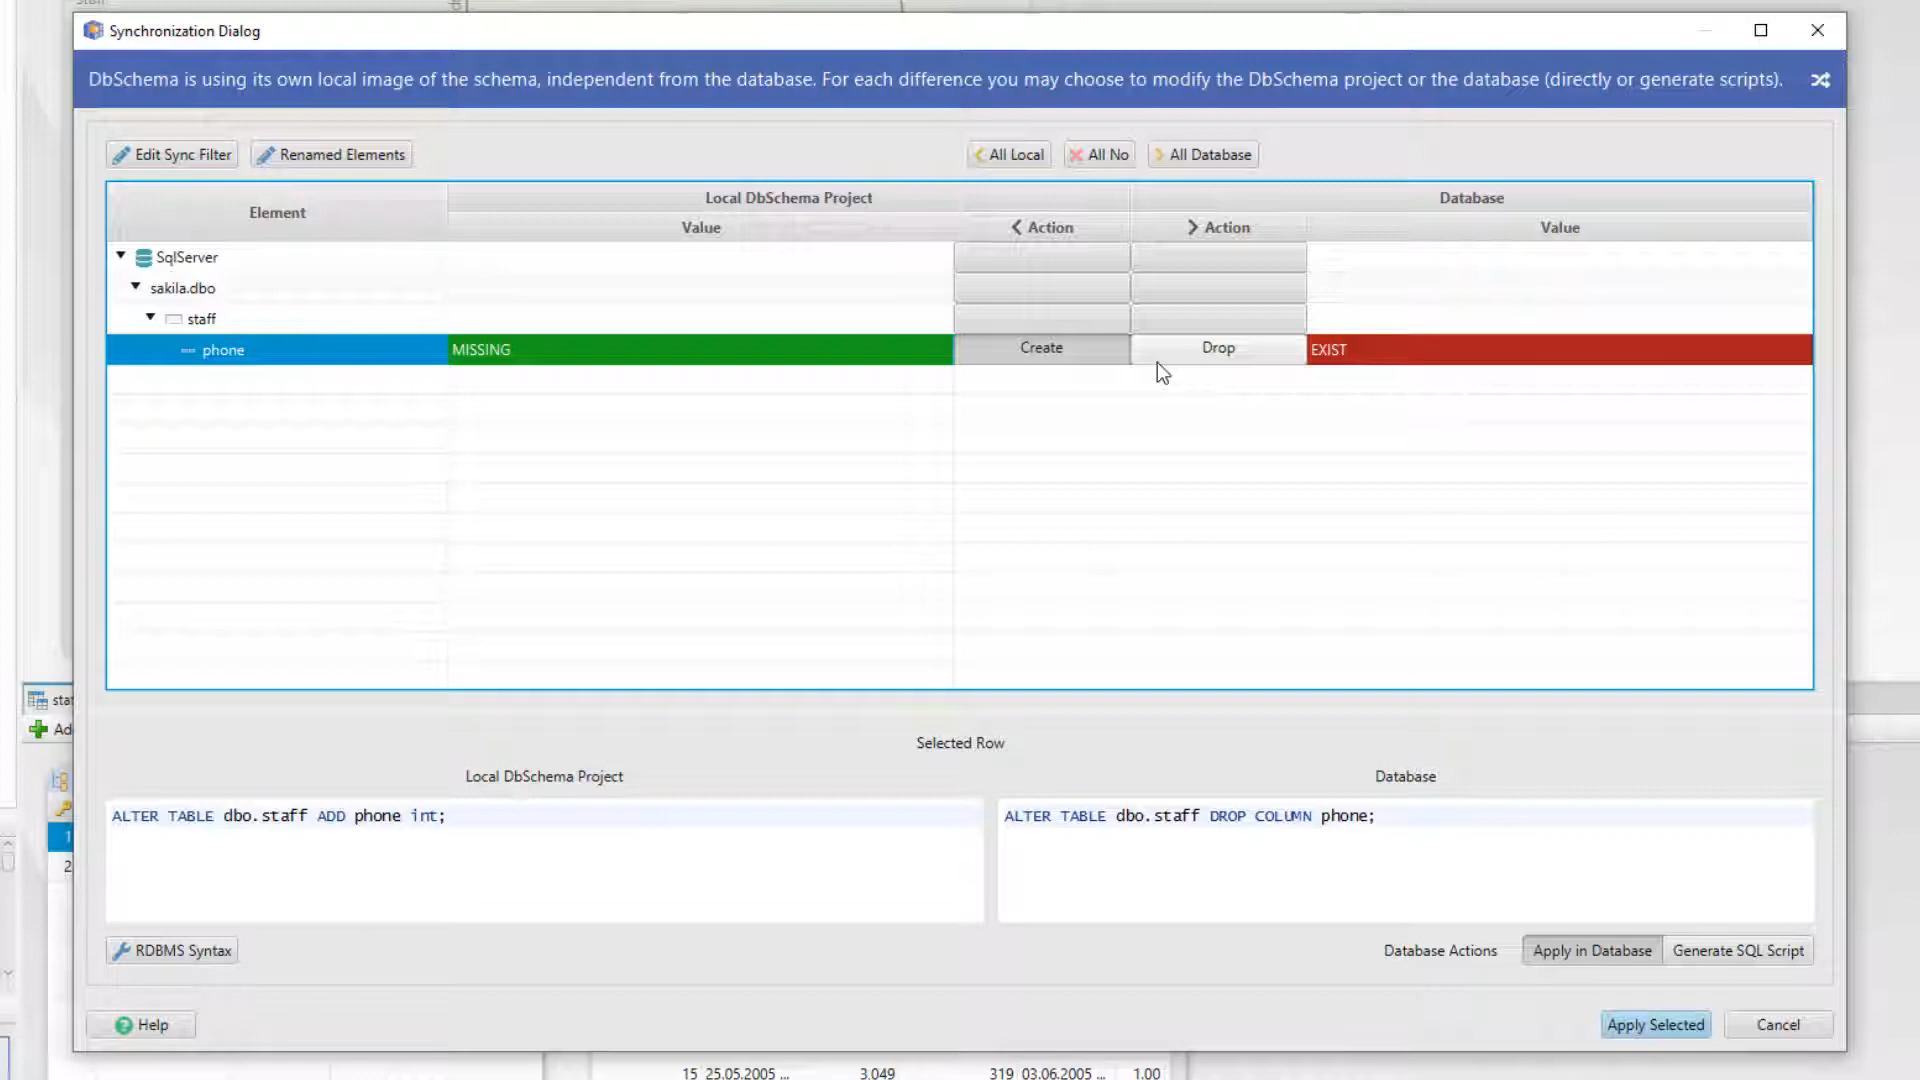 Synchronization Dialog
DbSchema is using its own local image of the schema, independent from the database. For each difference you may choose to modify the DbSchema project or the database (directly or generate scripts).
Edit Sync Filter
Renamed Elements
All Local
All No
All Database
Element
Local DbSchema Project
Database
Value
Action
Action
Value
SqlServer
sakila.dbo
staff
phone
MISSING
Create
Drop
EXIST
Selected Row
Local DbSchema Project
Database
ALTER TABLE dbo.staff ADD phone int;
ALTER TABLE dbo.staff DROP COLUMN phone;
RDBMS Syntax
Database Actions
Apply in Database
Generate SQL Script
Help
Apply Selected
Cancel
1
2
15 25.05.2005 ... 3.049 319 03.06.2005 ... 1.00